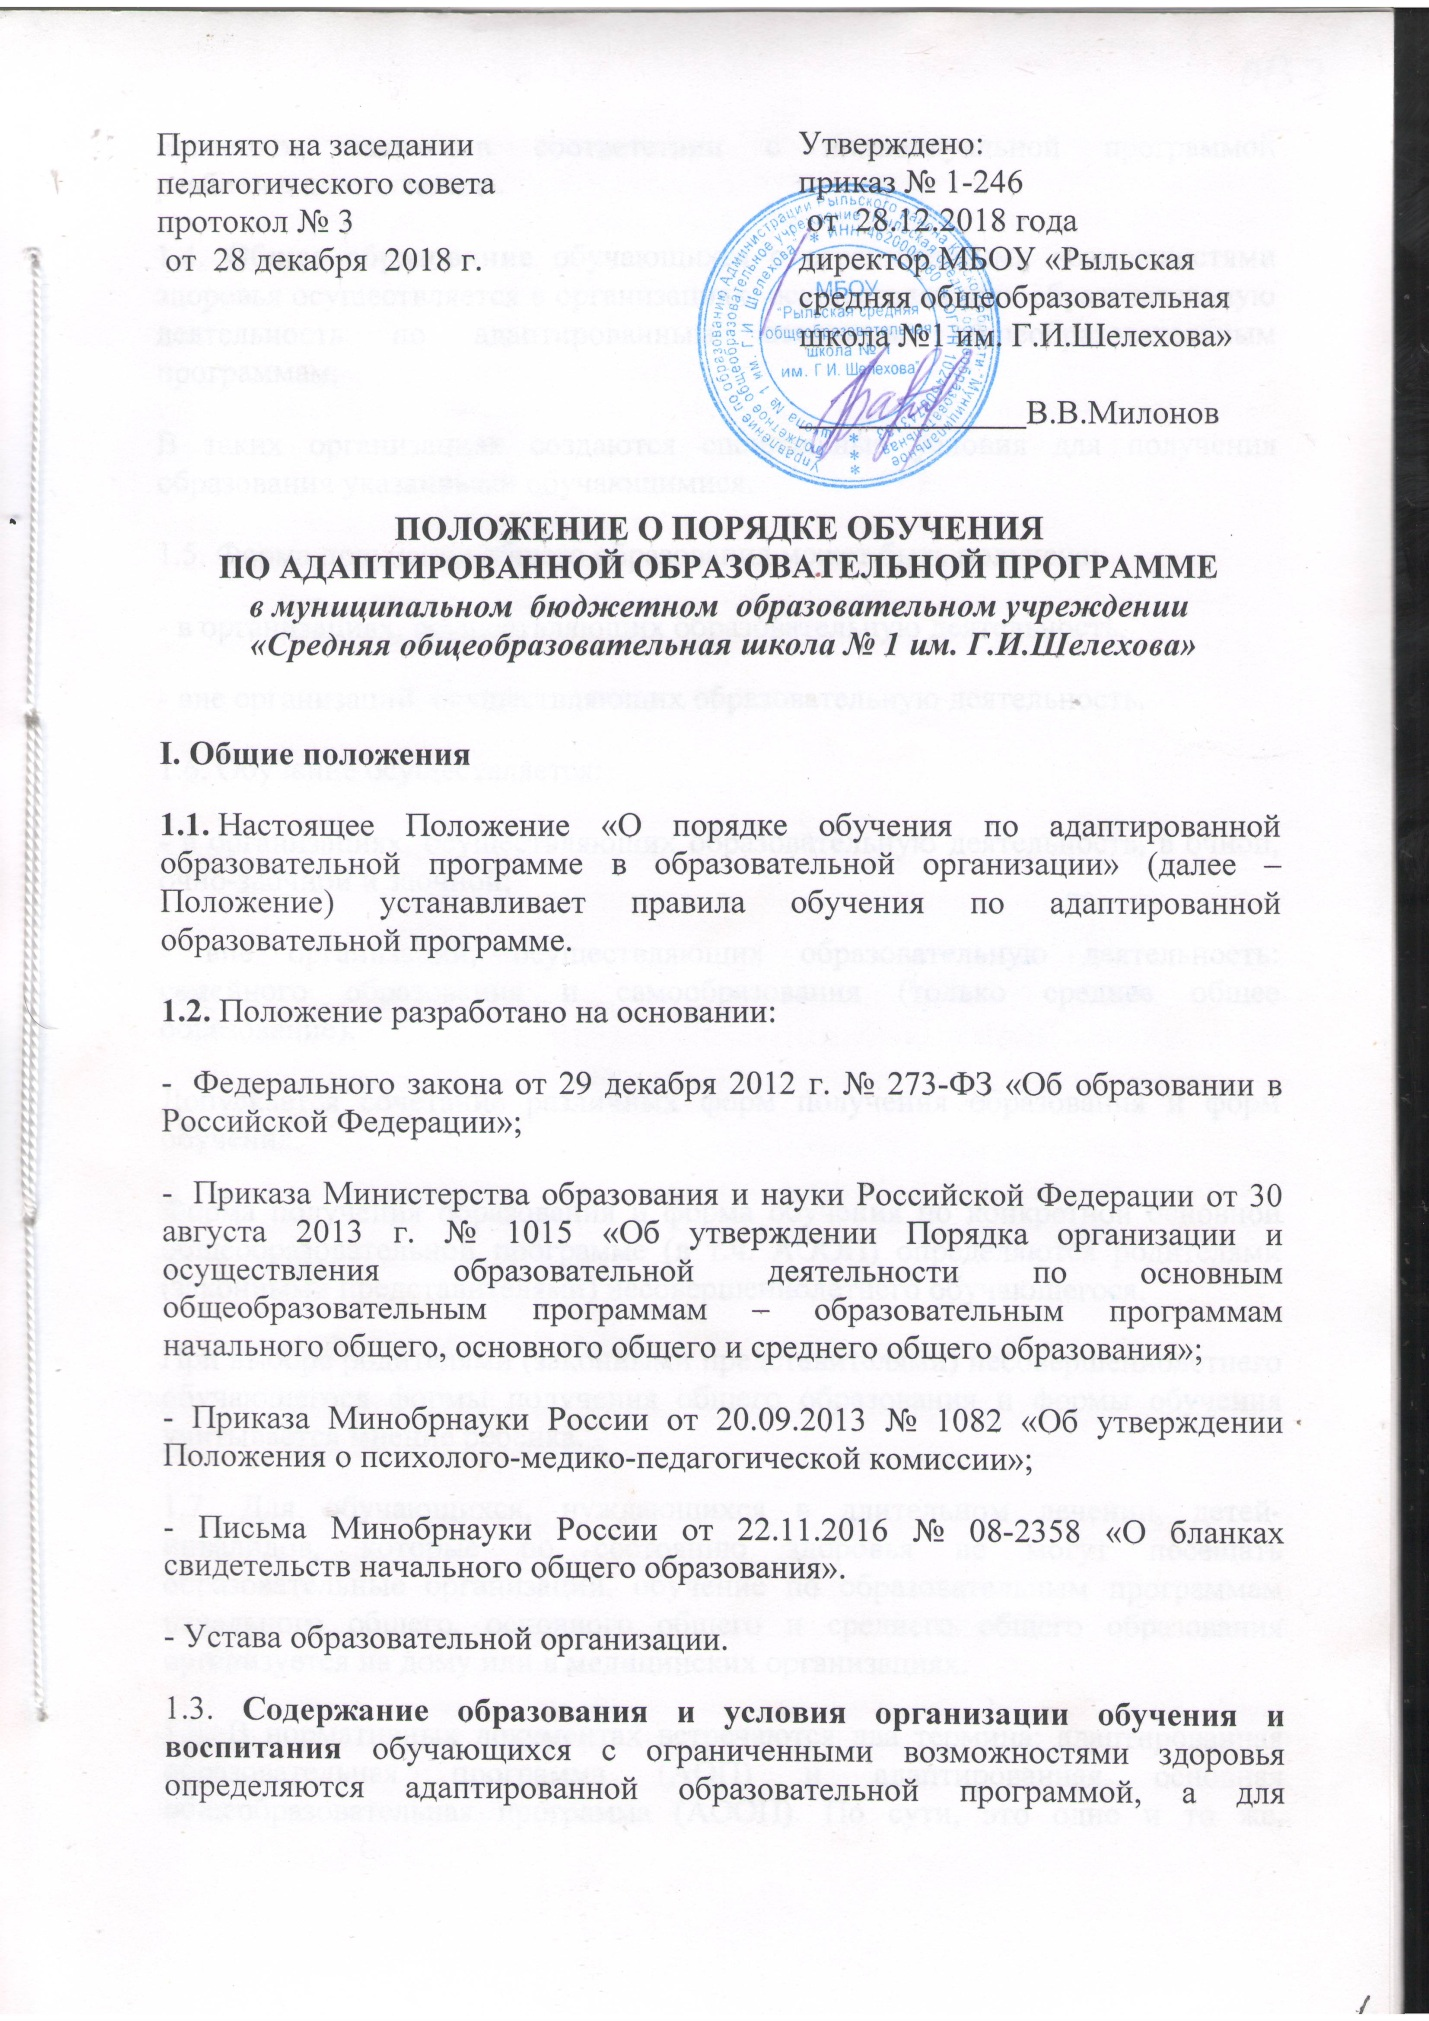 Принято на заседании
педагогического совета
протокол № 3
от 28 декабря 2018 г.
Утверждено:
приказ № 1-246
от 28.12.2018 года
директор МБОУ «Рыльская
средняя общеобразовательная
школа №1 им. Г.И.Шелехова»
В.В.Милонов
МБОУ
"Рыльская средняя
общеобразовательная
школа № 1
им. Г И. Шелехова"
ПОЛОЖЕНИЕ О ПОРЯДКЕ ОБУЧЕНИЯ
ПО АДАПТИРОВАННОЙ ОБРАЗОВАТЕЛЬНОЙ ПРОГРАММЕ
в муниципальном бюджетном образовательном учреждении
«Средняя общеобразовательная школа № 1 им. Г.И.Шелехова»
I. Общие положения
1.1. Настоящее Положение «О порядке обучения по адаптированной
образовательной программе в образовательной организации» (далее –
Положение) устанавливает правила обучения по адаптированной
образовательной программе.
1.2. Положение разработано на основании:
- Федерального закона от 29 декабря 2012 г. № 273-ФЗ «Об образовании в
Российской Федерации»;
- Приказа Министерства образования и науки Российской Федерации от 30
августа 2013 г. № 1015 «Об утверждении Порядка организации и
осуществления образовательной деятельности по основным
общеобразовательным программам – образовательным программам
начального общего, основного общего и среднего общего образования»;
- Приказа Минобрнауки России от 20.09.2013 № 1082 «Об утверждении
Положения о психолого-медико-педагогической комиссии»;
- Письма Минобрнауки России от 22.11.2016 № 08-2358 «О бланках
свидетельств начального общего образования».
- Устава образовательной организации.
1.3. Содержание образования и условия организации обучения и
воспитания обучающихся с ограниченными возможностями здоровья
определяются адаптированной образовательной программой, а для